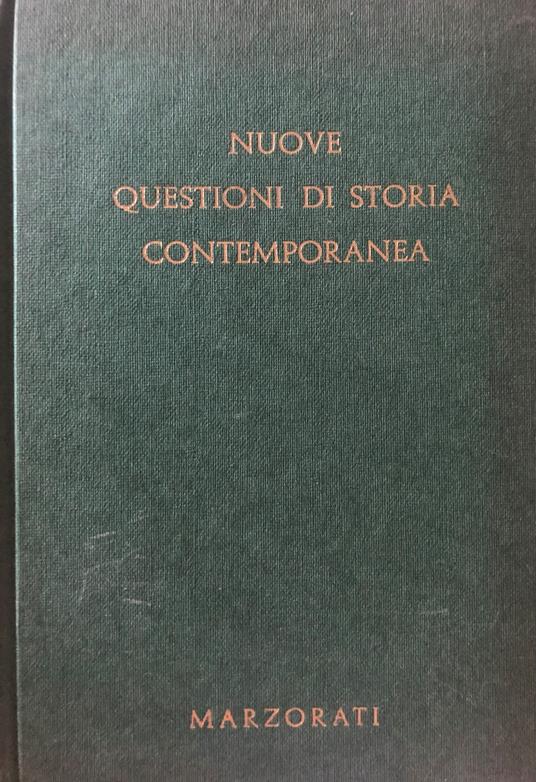 NUOVE
QUESTIONI DI STORIA
CONTEMPORANEA
MARZORATI